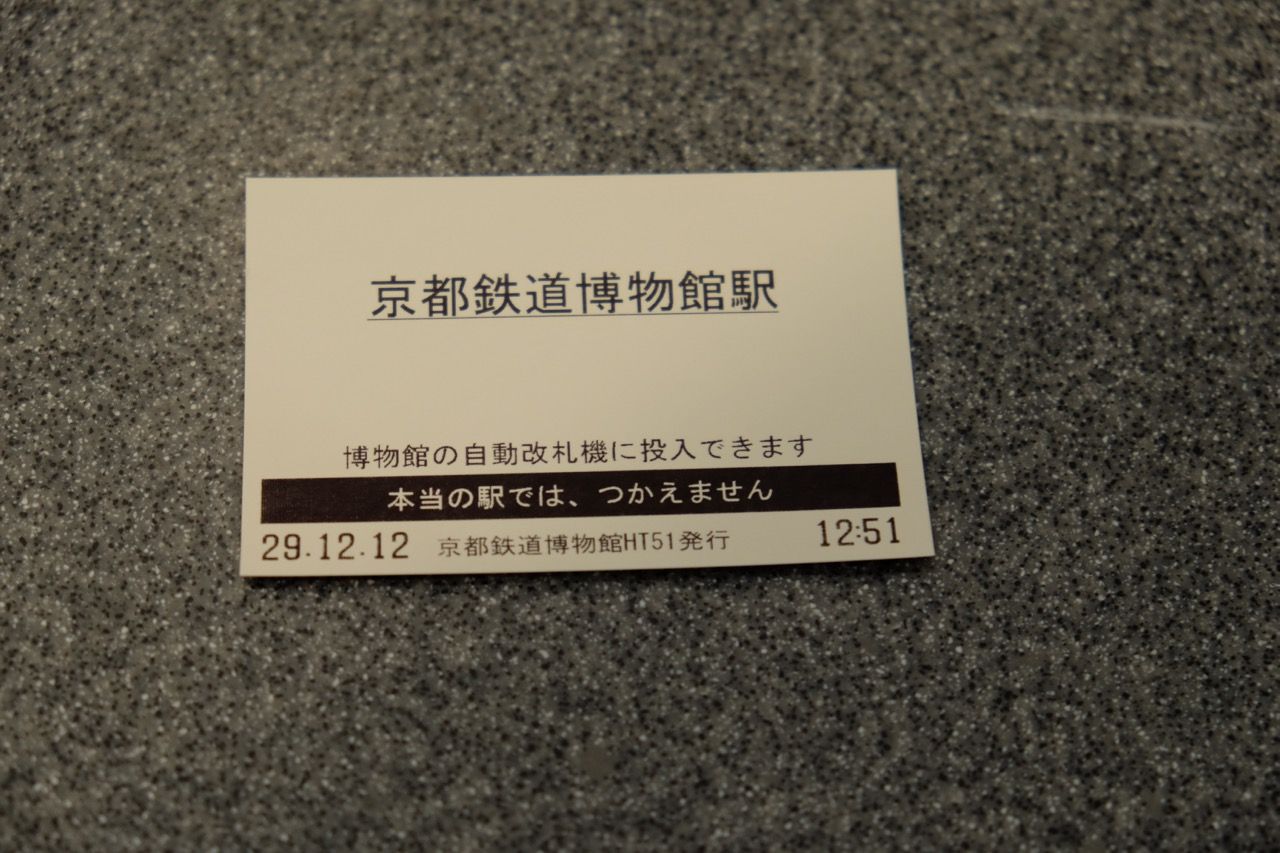 京都鉄道博物館駅
博物館の自動改札機に投入できます
本当の駅では、つかえません
29.12.12 京都鉄道博物館HT51発行 12:51